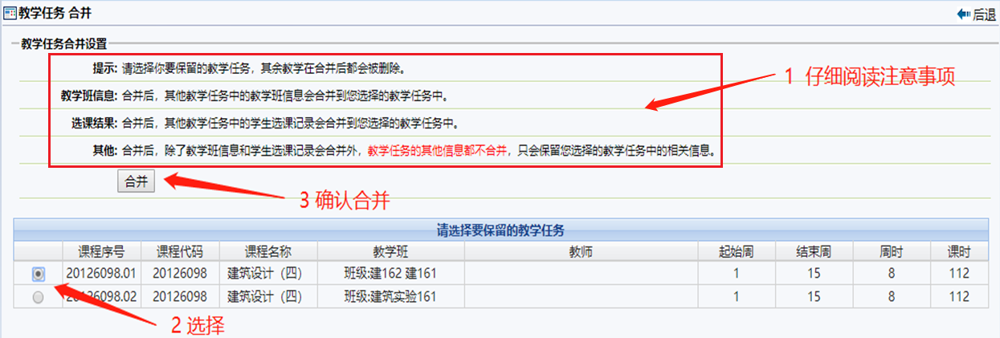 教学任务 合并
后退
教学任务合并设置
提示: 请选择你要保留的教学任务，其余教学在合并后都会被删除。
1 仔细阅读注意事项
教学班信息: 合并后，其他教学任务中的教学班信息会合并到您选择的教学任务中。
选课结果: 合并后，其他教学任务中的学生选课记录会合并到您选择的教学任务中。
其他: 合并后，除了教学班信息和学生选课记录会合并外，教学任务的其他信息都不合并，只会保留您选择的教学任务中的相关信息。
合并
3 确认合并
请选择要保留的教学任务
课程序号 课程代码 课程名称 教学班 教师 起始周 结束周 周时 课时
20126098.01 20126098 建筑设计（四） 班级:建162 建161 1 15 8 112
20126098.02 20126098 建筑设计（四） 班级:建筑实验161 1 15 8 112
2 选择